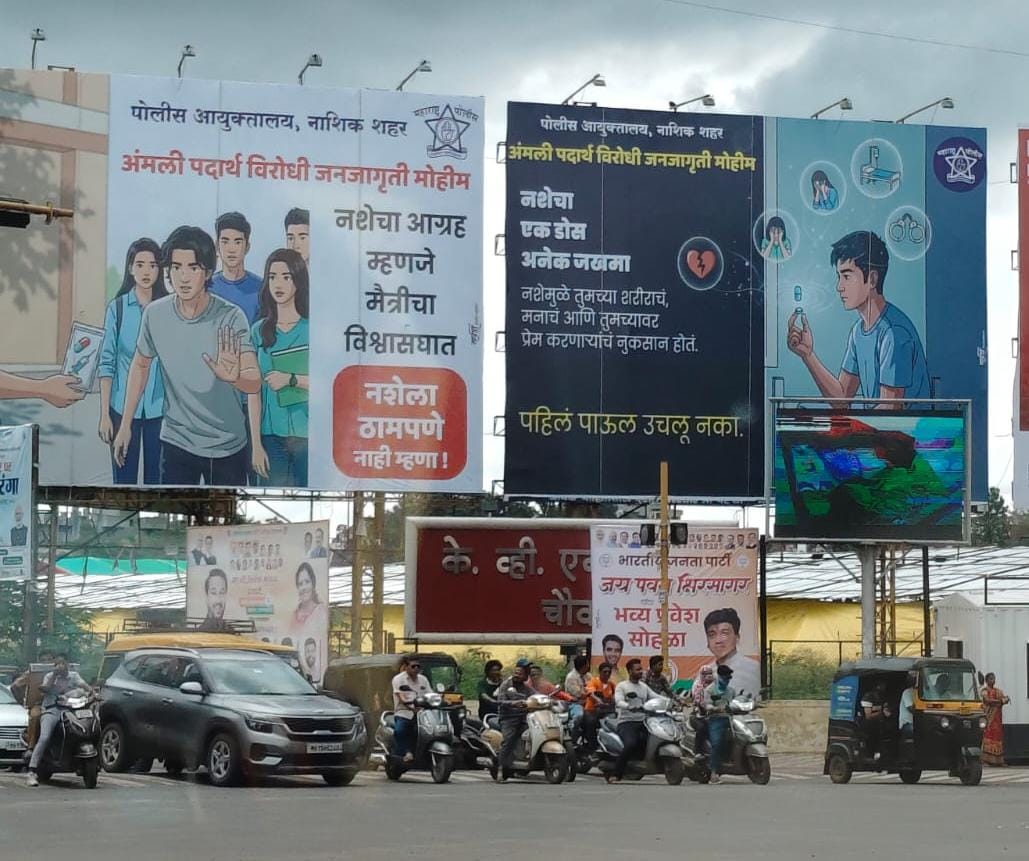 पोलीस आयुक्तालय, नाशिक शहर
महाराष्ट्र पोलीस
अंमली पदार्थ विरोधी जनजागृती मोहीम
नशेचा आग्रह
म्हणजे
मैत्रीचा
विश्वासघात
नशेला
ठामपणे
नाही म्हणा !
पोलीस आयुक्तालय, नाशिक शहर
अंमली पदार्थ विरोधी जनजागृती मोहीम
नशेचा
एक डोस
अनेक जखमा
नशेमुळे तुमच्या शरीराचं,
मनाचं आणि तुमच्यावर
प्रेम करणाऱ्यांचं नुकसान होतं.
पहिलं पाऊल उचलू नका.
के. व्ही. एन
चौ
भारतीय जनता पार्टी
जय पवन क्षिरसागर
भव्य प्रवेश
सोहळा